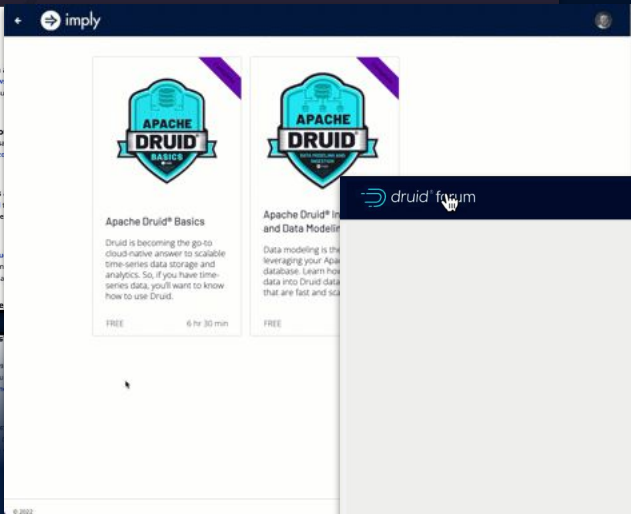 imply
APACHE
DRUID®
BASICS
APACHE
DRUID®
DATA MODELING AND
INGESTION
druid® forum
Apache Druid® Basics
Druid is becoming the go-to
cloud-native answer to scalable
time-series data storage and
analytics. So, if you have time-
series data, you'll want to know
how to use Druid.
FREE
6 hr 30 min
Apache Druid® In
and Data Modelin
Data modeling is the
leveraging your Apa
database. Learn how
data into Druid data
that are fast and sca
FREE
© 2022